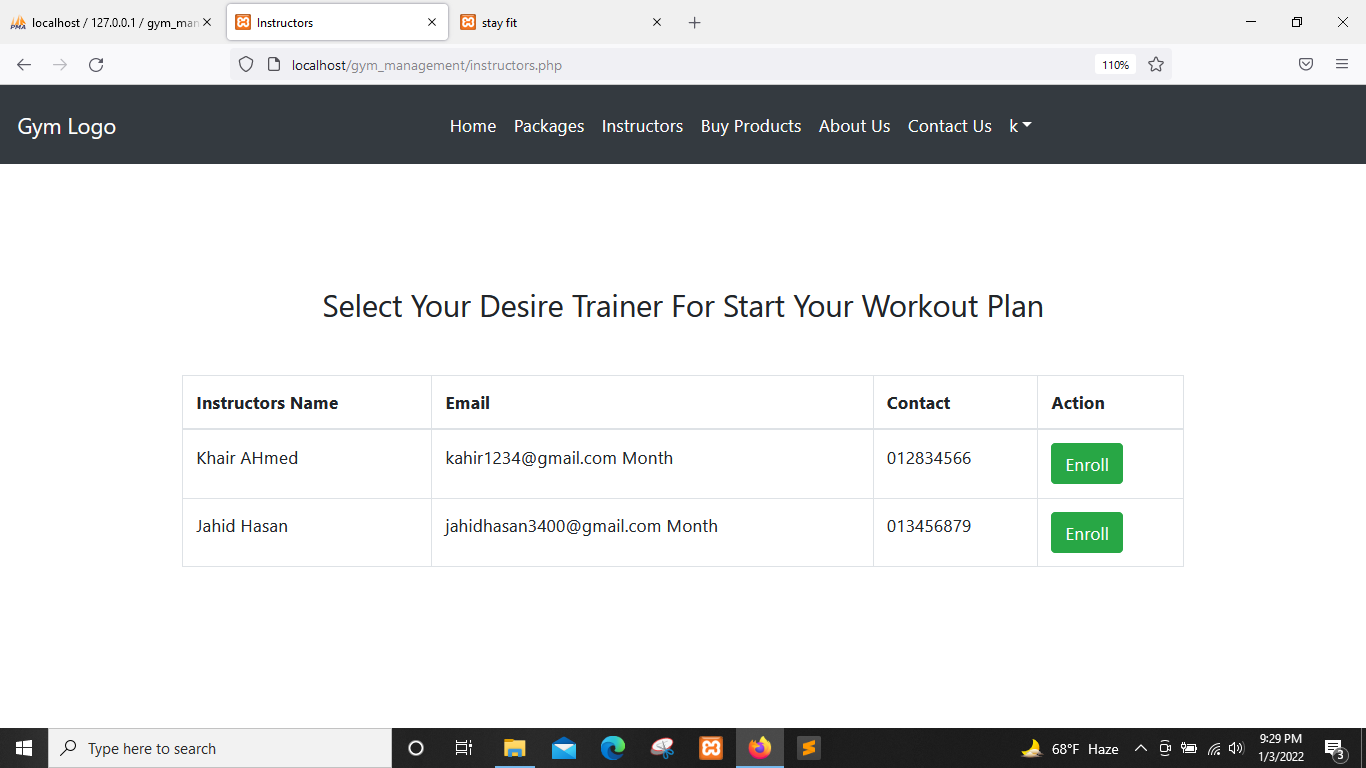 localhost / 127.0.0.1 / gym_man
Instructors
stay fit
localhost/gym_management/instructors.php
110%
Gym Logo
Home Packages Instructors Buy Products About Us Contact Us k
Select Your Desire Trainer For Start Your Workout Plan
Instructors Name Email Contact Action
Khair AHmed kahir1234@gmail.com Month 012834566 Enroll
Jahid Hasan jahidhasan3400@gmail.com Month 013456879 Enroll
Type here to search
68°F Haze
9:29 PM
1/3/2022
3